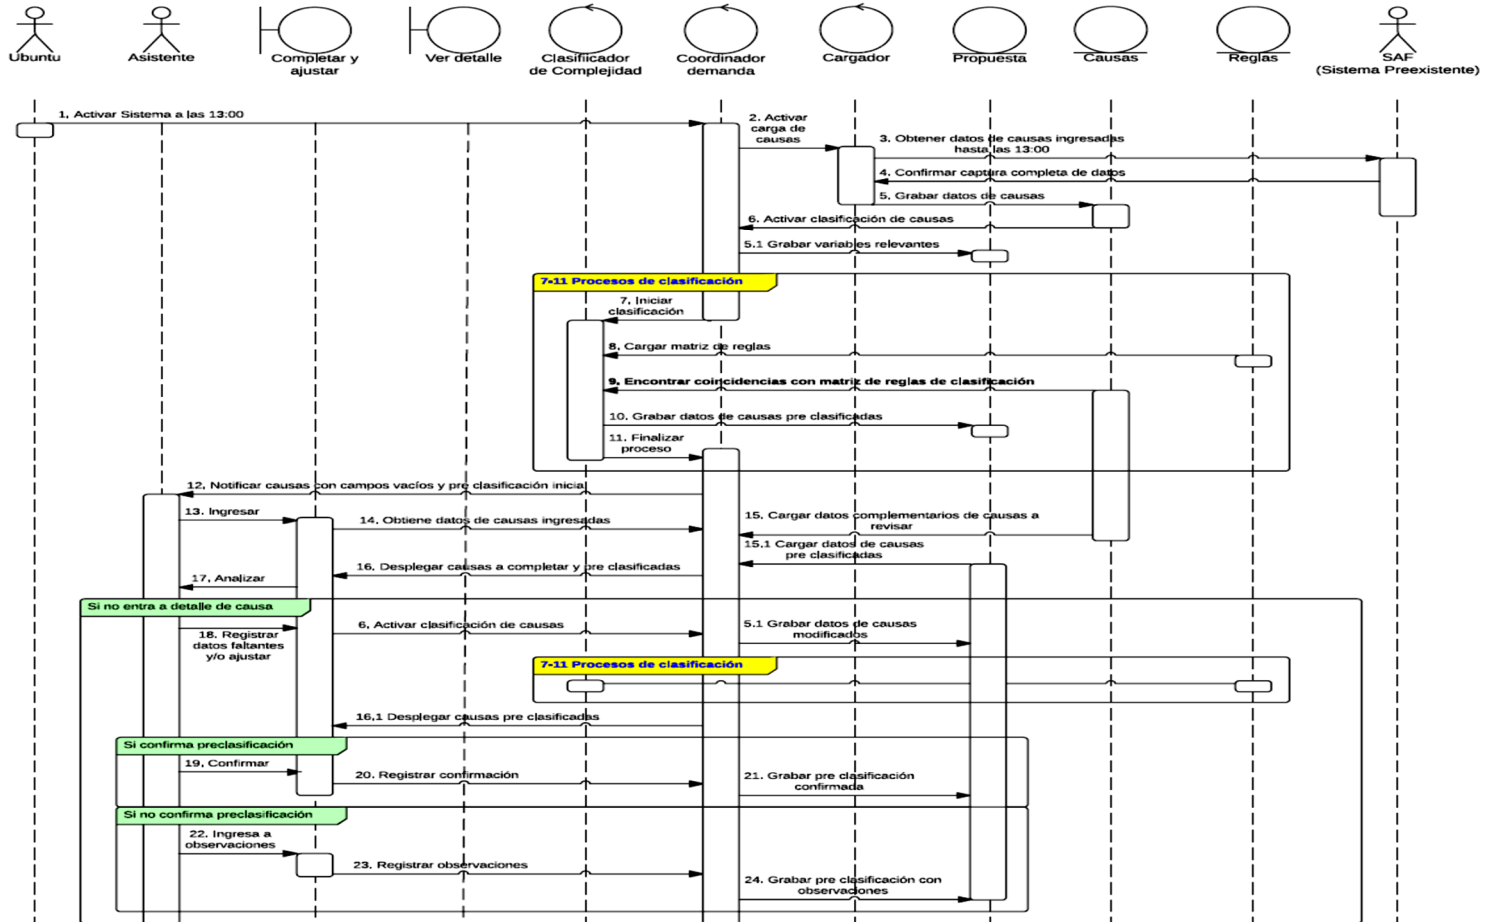 Ubuntu
Asistente
Completar y
ajustar
Ver detalle
Clasificador
de Complejidad
Coordinador
demanda
Cargador
Propuesta
Causas
Reglas
SAF
(Sistema Preexistente)
1, Activar Sistema a las 13:00
2. Activar
carga de
causas
3. Obtener datos de causas ingresadas
hasta las 13:00
4. Confirmar captura completa de datos
5. Grabar datos de causas
6. Activar clasificación de causas
5.1 Grabar variables relevantes
7-11 Procesos de clasificación
7, Iniciar
clasificación
8, Cargar matriz de reglas
9, Encontrar coincidencias con matriz de reglas de clasificación
10. Grabar datos de causas pre clasificadas
11. Finalizar
proceso
12, Notificar causas con campos vacíos y pre clasificación inicial
13. Ingresar
14, Obtiene datos de causas ingresadas
15, Cargar datos complementarios de causas a
revisar
15,1 Cargar datos de causas
pre clasificadas
16, Desplegar causas a completar y pre clasificadas
17, Analizar
Si no entra a detalle de causa
18. Registrar
datos faltantes
y/o ajustar
6, Activar clasificación de causas
5.1 Grabar datos de causas
modificados
7-11 Procesos de clasificación
16,1 Desplegar causas pre clasificadas
Si confirma preclasificación
19, Confirmar
20. Registrar confirmación
21. Grabar pre clasificación
confirmada
Si no confirma preclasificación
22. Ingresa a
observaciones
23, Registrar observaciones
24. Grabar pre clasificación con
observaciones